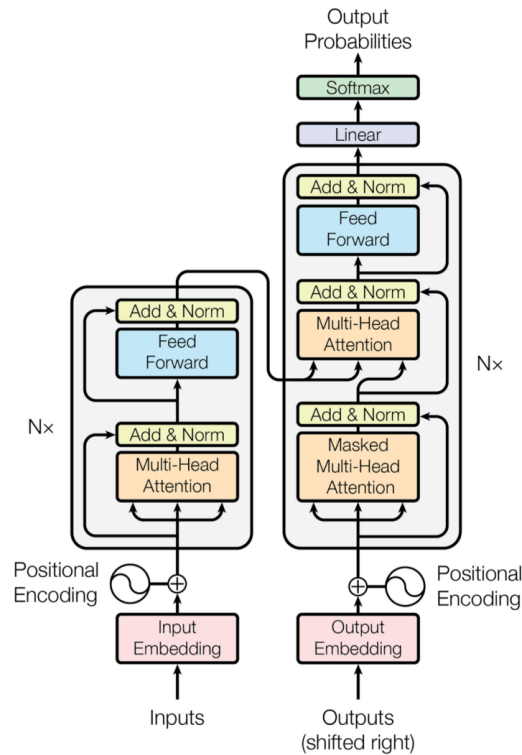 Output
Probabilities
Softmax
Linear
Add & Norm
Feed
Forward
Add & Norm
Multi-Head
Attention
Add & Norm
Masked
Multi-Head
Attention
N×
Positional
Encoding
Output
Embedding
Outputs
(shifted right)
Add & Norm
Feed
Forward
Add & Norm
Multi-Head
Attention
N×
Positional
Encoding
Input
Embedding
Inputs